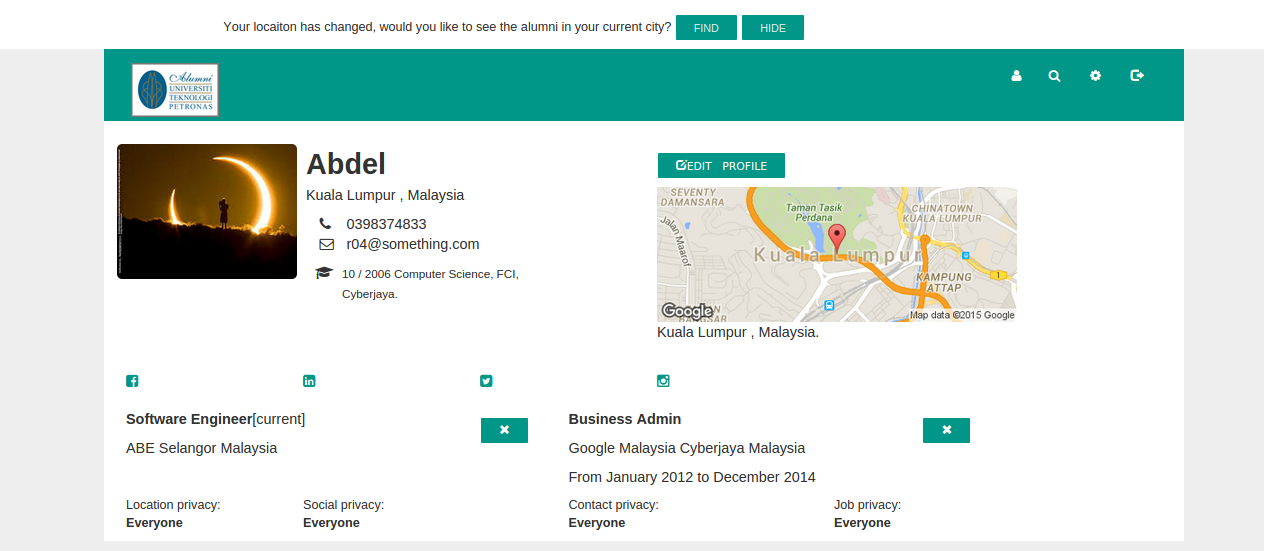 Your locaiton has changed, would you like to see the alumni in your current city? FIND HIDE
Alumni
UNIVERSITI
TEKNOLOGI
PETRONAS
Abdel
Kuala Lumpur , Malaysia
0398374833
r04@something.com
10 / 2006 Computer Science, FCI,
Cyberjaya.
EDIT PROFILE
SEVENTY
DAMANSARA
Taman Tasik
Perdana
CHINATOWN
KUALA LUMPUR
Jalan Maarof
Kuala Lumpur
KAMPUNG
ATTAP
1
BANGSAR
Google
Map data ©2015 Google
Kuala Lumpur , Malaysia.
Software Engineer[current]
ABE Selangor Malaysia
Business Admin
Google Malaysia Cyberjaya Malaysia
From January 2012 to December 2014
Location privacy:
Everyone
Social privacy:
Everyone
Contact privacy:
Everyone
Job privacy:
Everyone